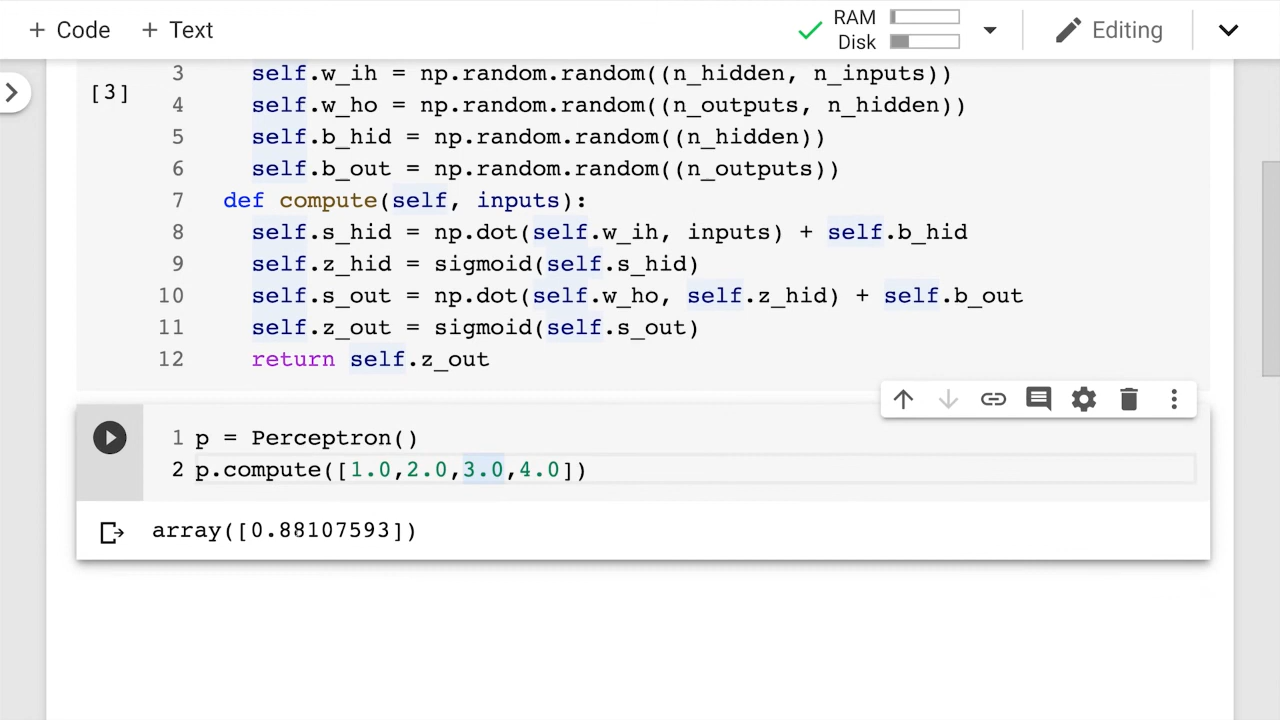 + Code + Text
RAM
Disk
Editing
[3]
3 self.w_ih = np.random.random((n_hidden, n_inputs))
4 self.w_ho = np.random.random((n_outputs, n_hidden))
5 self.b_hid = np.random.random((n_hidden))
6 self.b_out = np.random.random((n_outputs))
7 def compute(self, inputs):
8 self.s_hid = np.dot(self.w_ih, inputs) + self.b_hid
9 self.z_hid = sigmoid(self.s_hid)
10 self.s_out = np.dot(self.w_ho, self.z_hid) + self.b_out
11 self.z_out = sigmoid(self.s_out)
12 return self.z_out
1 p = Perceptron()
2 p.compute([1.0,2.0,3.0,4.0])
array([0.88107593])